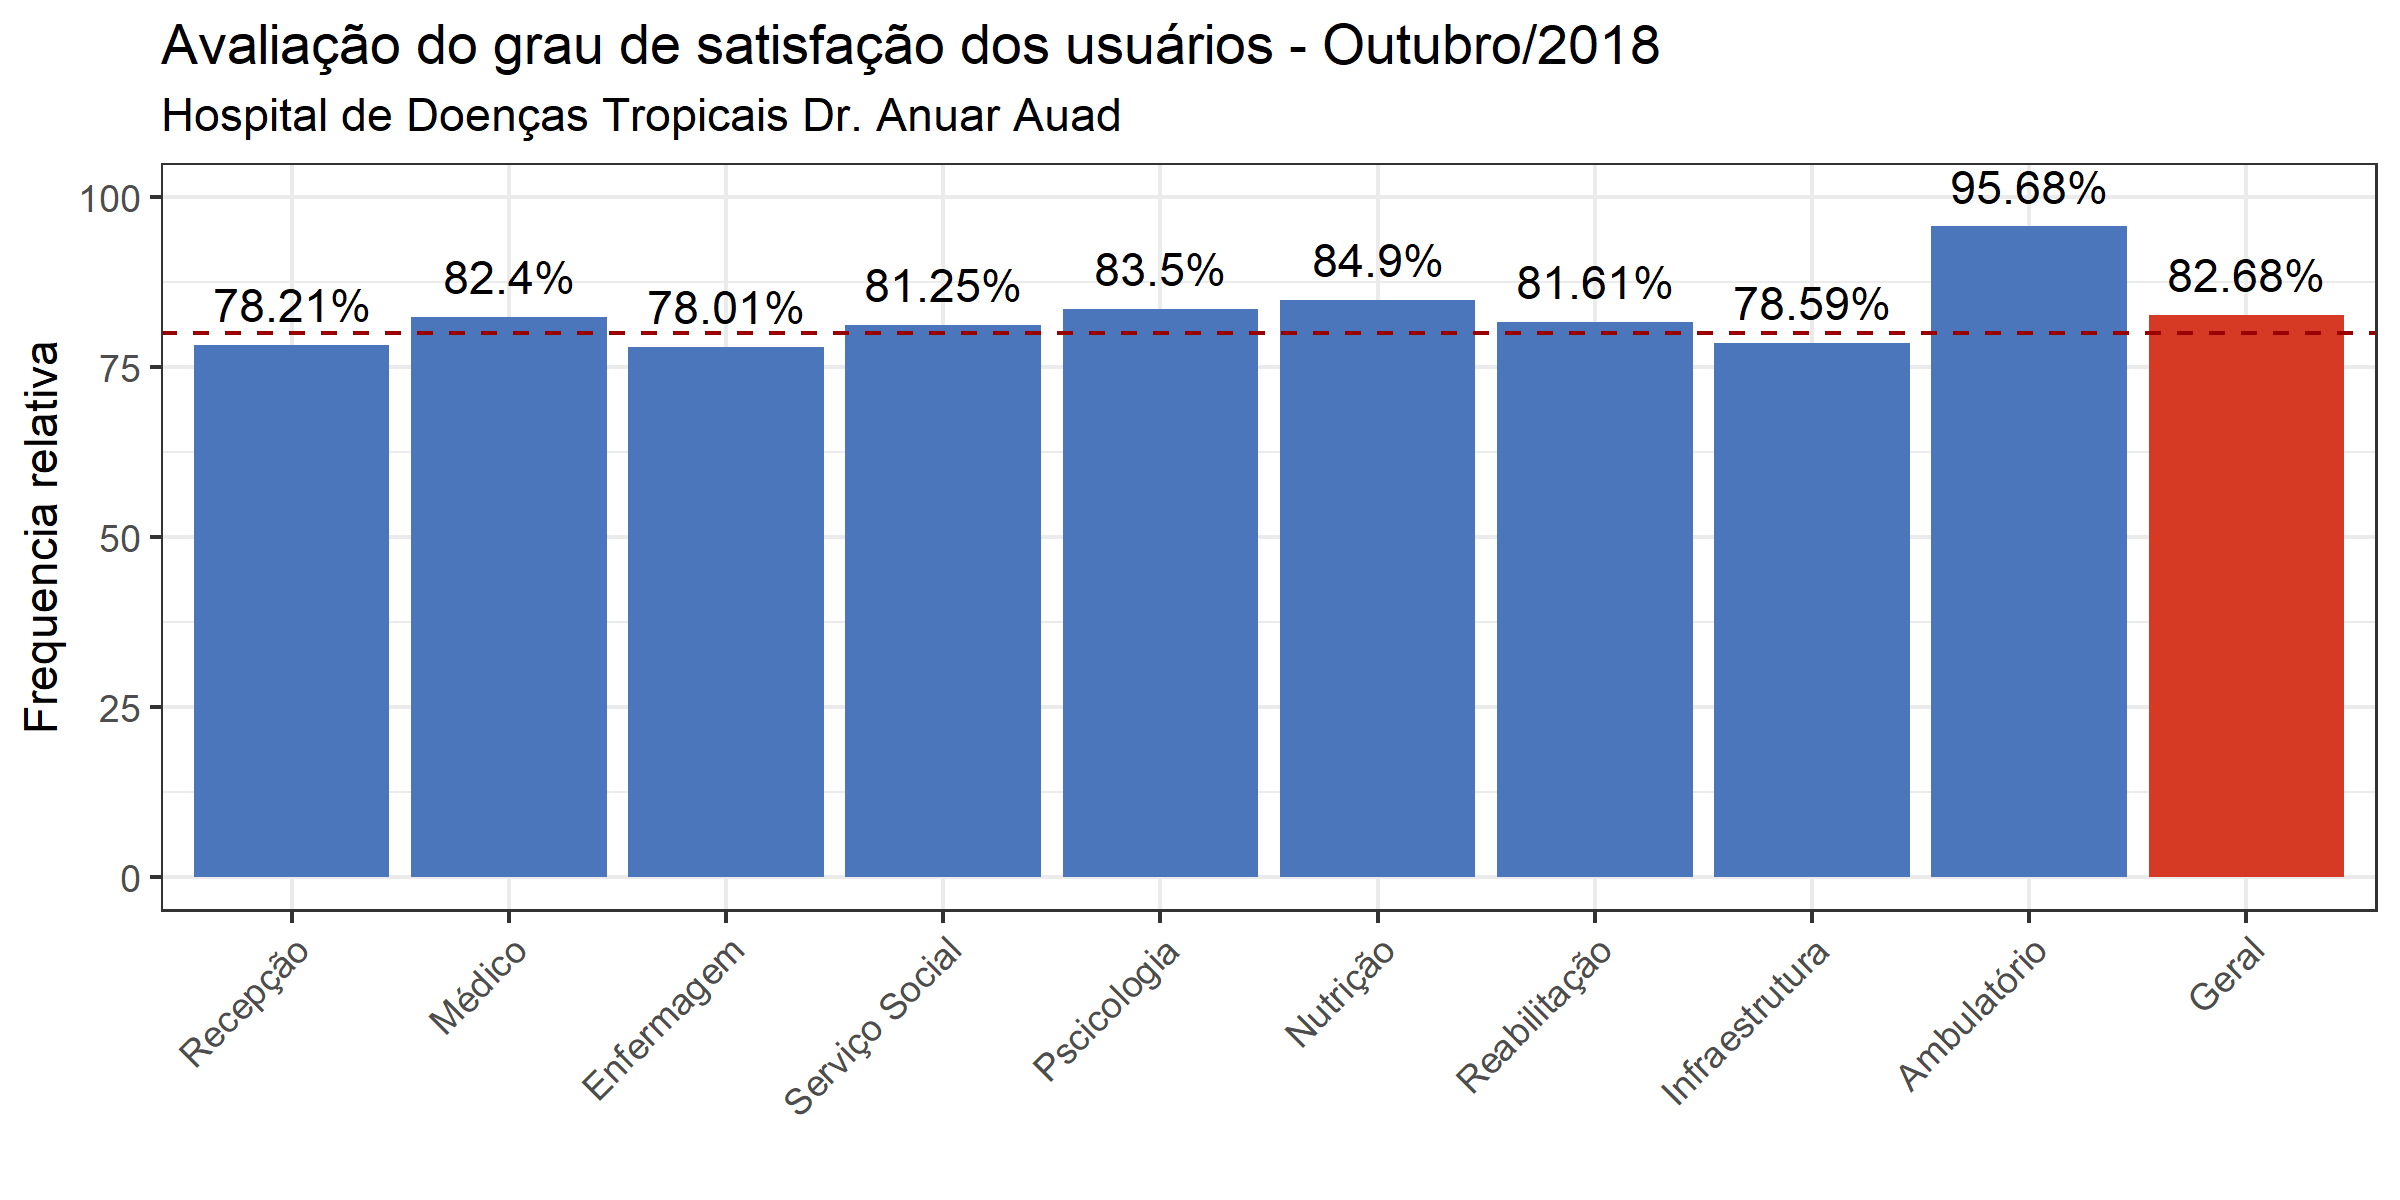 Avaliação do grau de satisfação dos usuários - Outubro/2018
Hospital de Doenças Tropicais Dr. Anuar Auad
Frequencia relativa
100
75
50
25
0
78.21%
82.4%
78.01%
81.25%
83.5%
84.9%
81.61%
78.59%
95.68%
82.68%
Recepção
Médico
Enfermagem
Serviço Social
Pscicologia
Nutrição
Reabilitação
Infraestrutura
Ambulatório
Geral